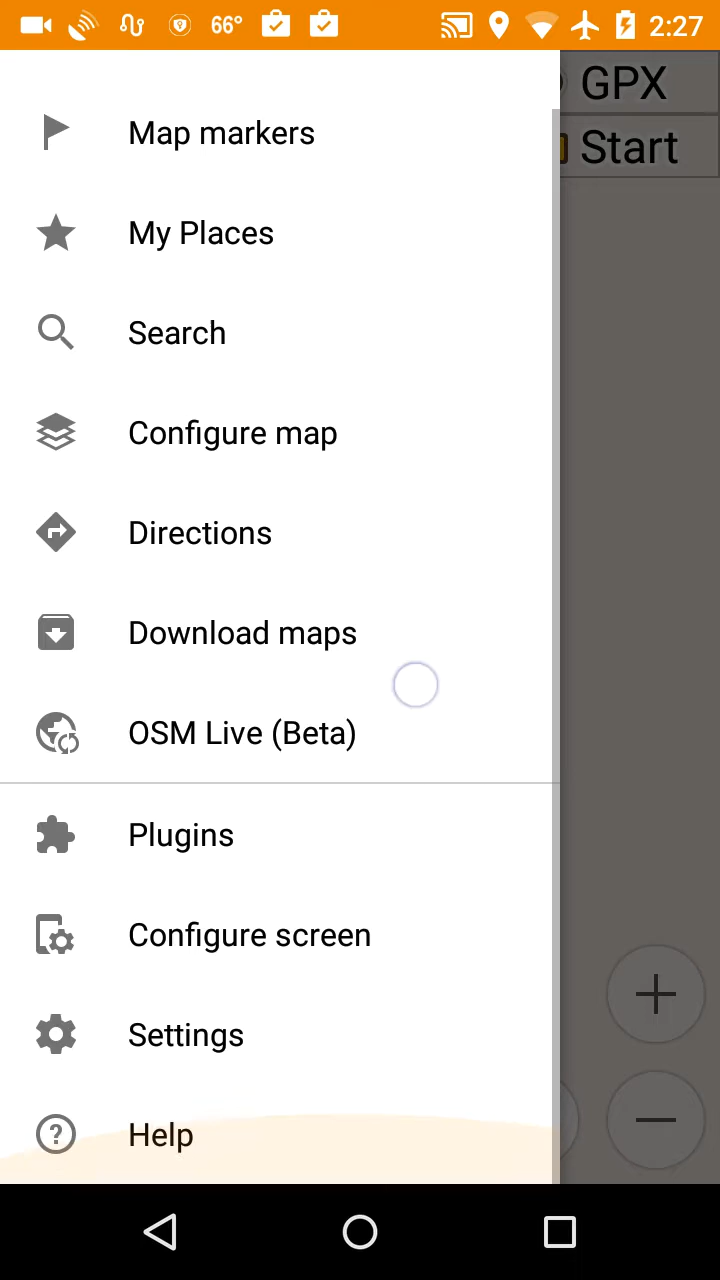 66° 2:27
GPX
Start
Map markers
My Places
Search
Configure map
Directions
Download maps
OSM Live (Beta)
Plugins
Configure screen
Settings
Help